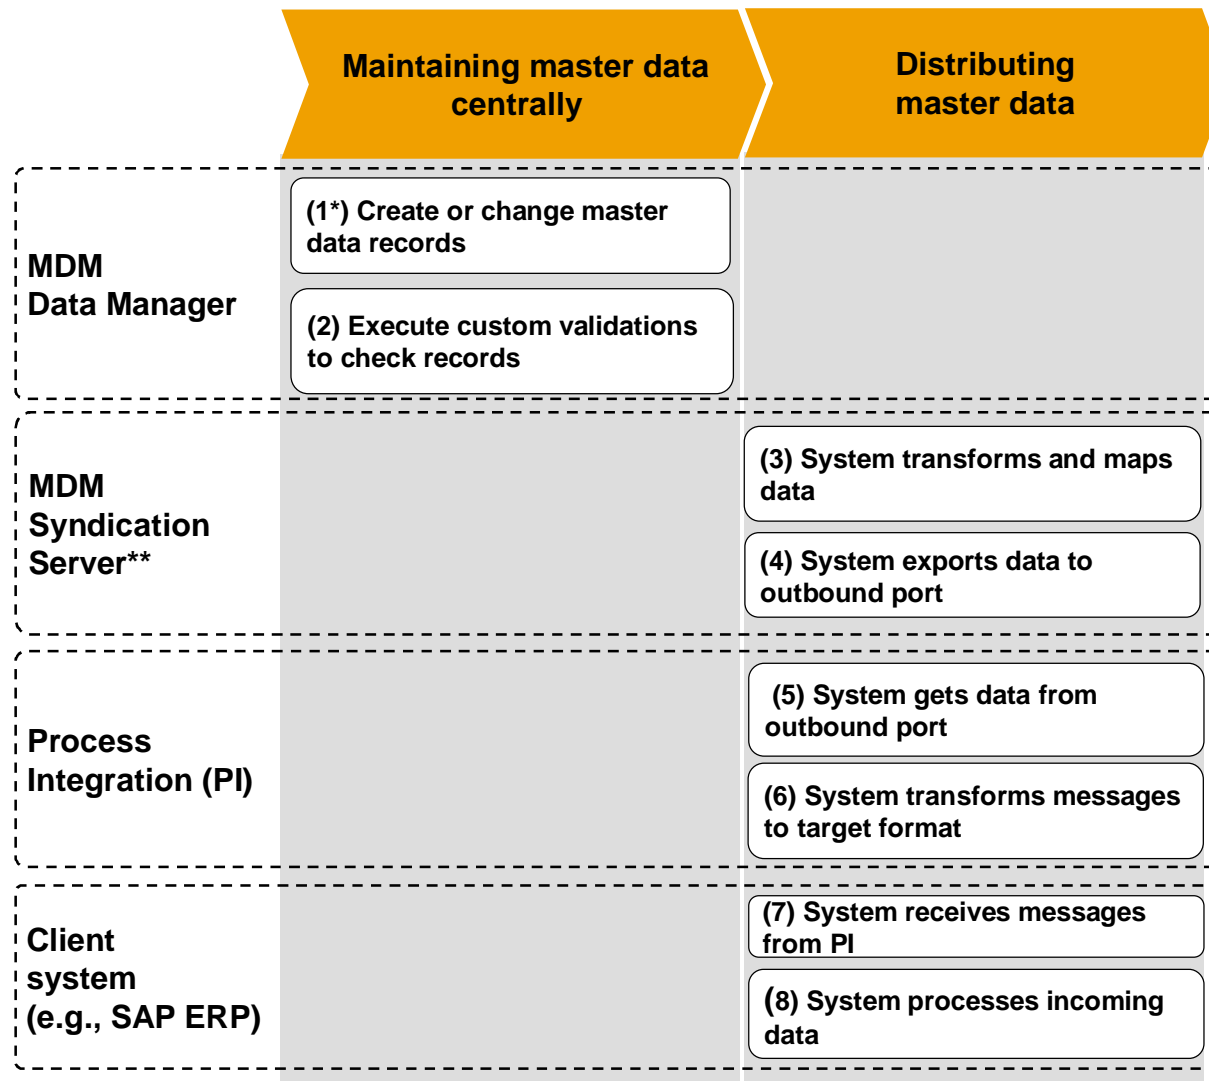 Maintaining master data
centrally
Distributing
master data
MDM
Data Manager
(1*) Create or change master
data records
(2) Execute custom validations
to check records
MDM
Syndication
Server**
(3) System transforms and maps
data
(4) System exports data to
outbound port
Process
Integration (PI)
(5) System gets data from
outbound port
(6) System transforms messages
to target format
Client
system
(e.g., SAP ERP)
(7) System receives messages
from PI
(8) System processes incoming
data